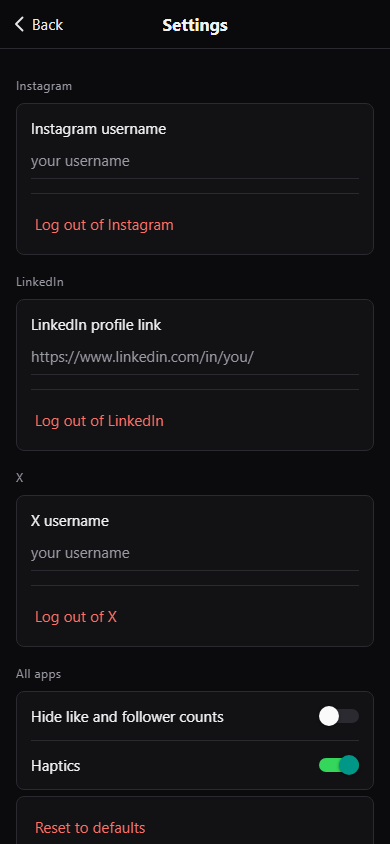 Back
Settings
Instagram
Instagram username
your username
Log out of Instagram
LinkedIn
LinkedIn profile link
https://www.linkedin.com/in/you/
Log out of LinkedIn
X
X username
your username
Log out of X
All apps
Hide like and follower counts
Haptics
Reset to defaults